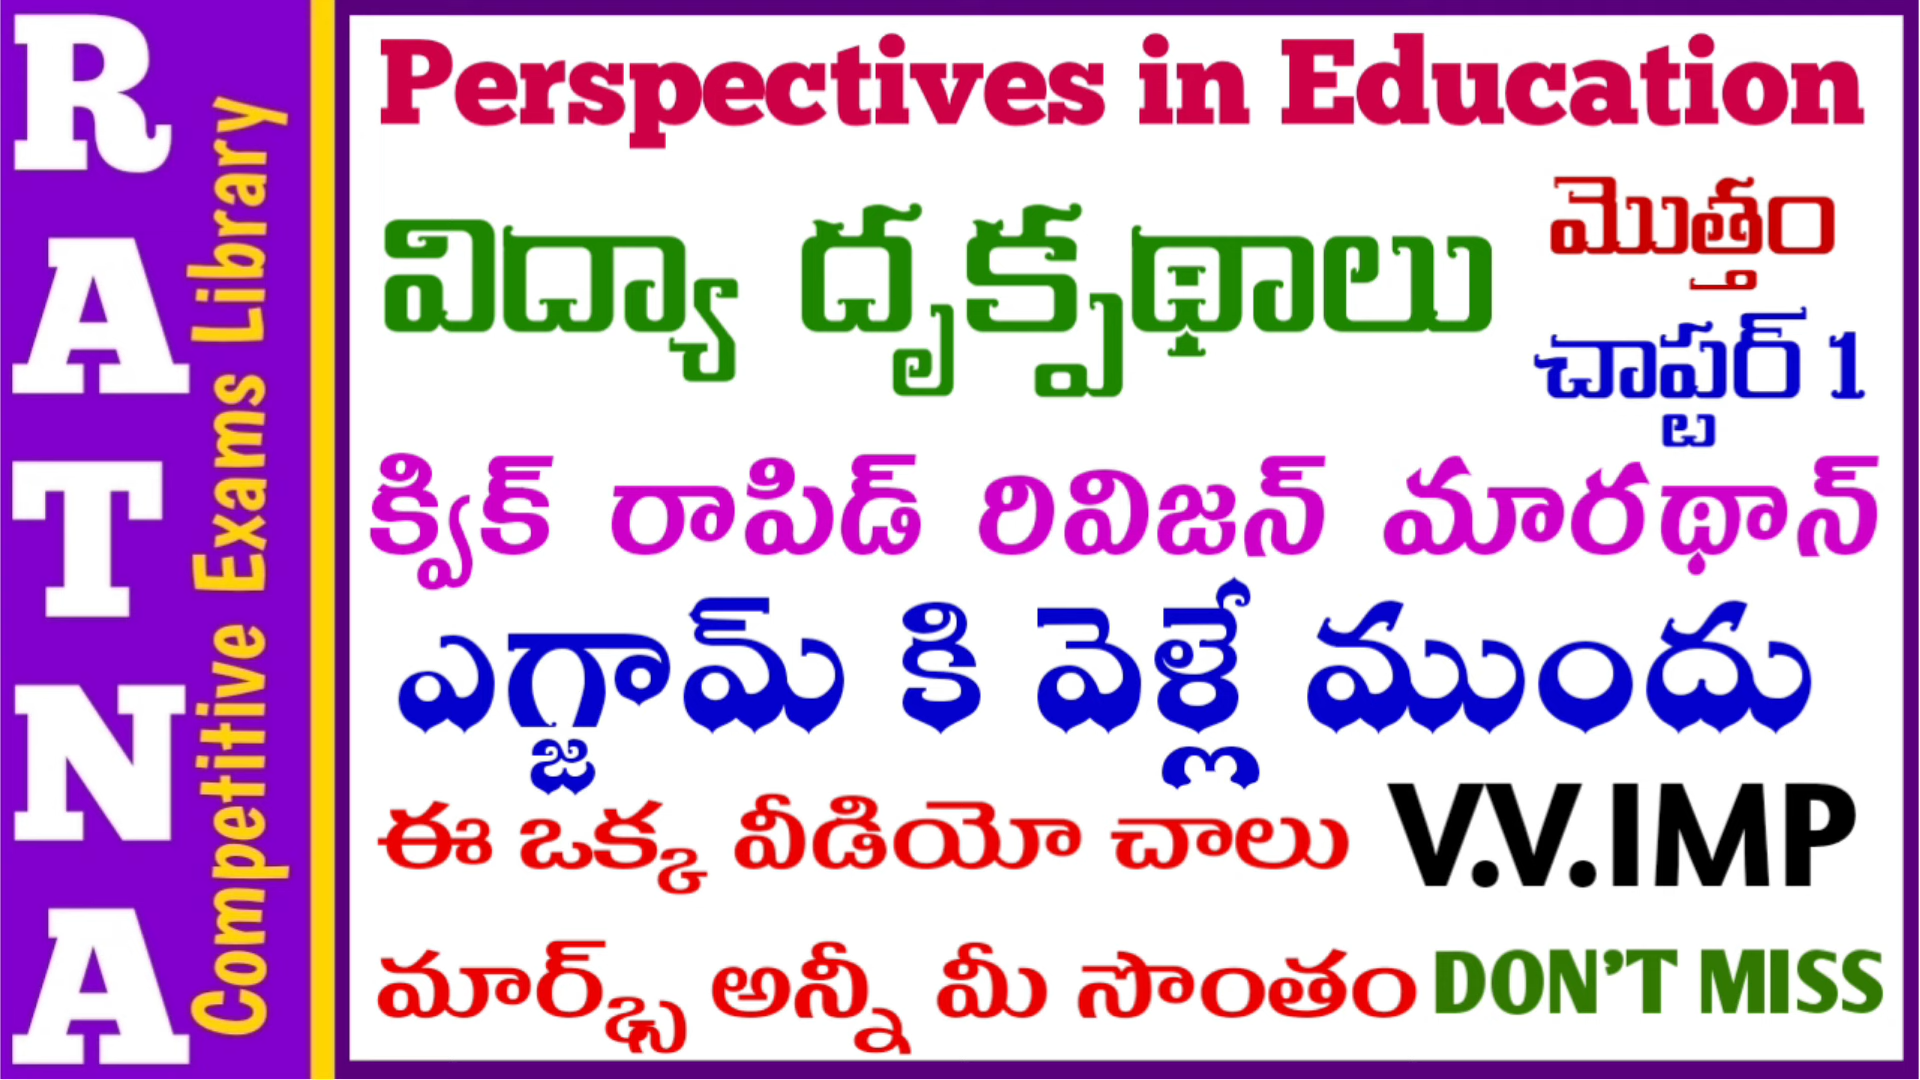 RATNA
Competitive Exams Library
Perspectives in Education
విద్యా దృక్పథాలు
మొత్తం
చాప్టర్ 1
క్విక్ రాపిడ్ రివిజన్ మారథాన్
ఎగ్జామ్ కి వెళ్లే ముందు
ఈ ఒక్క వీడియో చాలు V.V.IMP
మార్క్స్ అన్నీ మీ సొంతం DON'T MISS